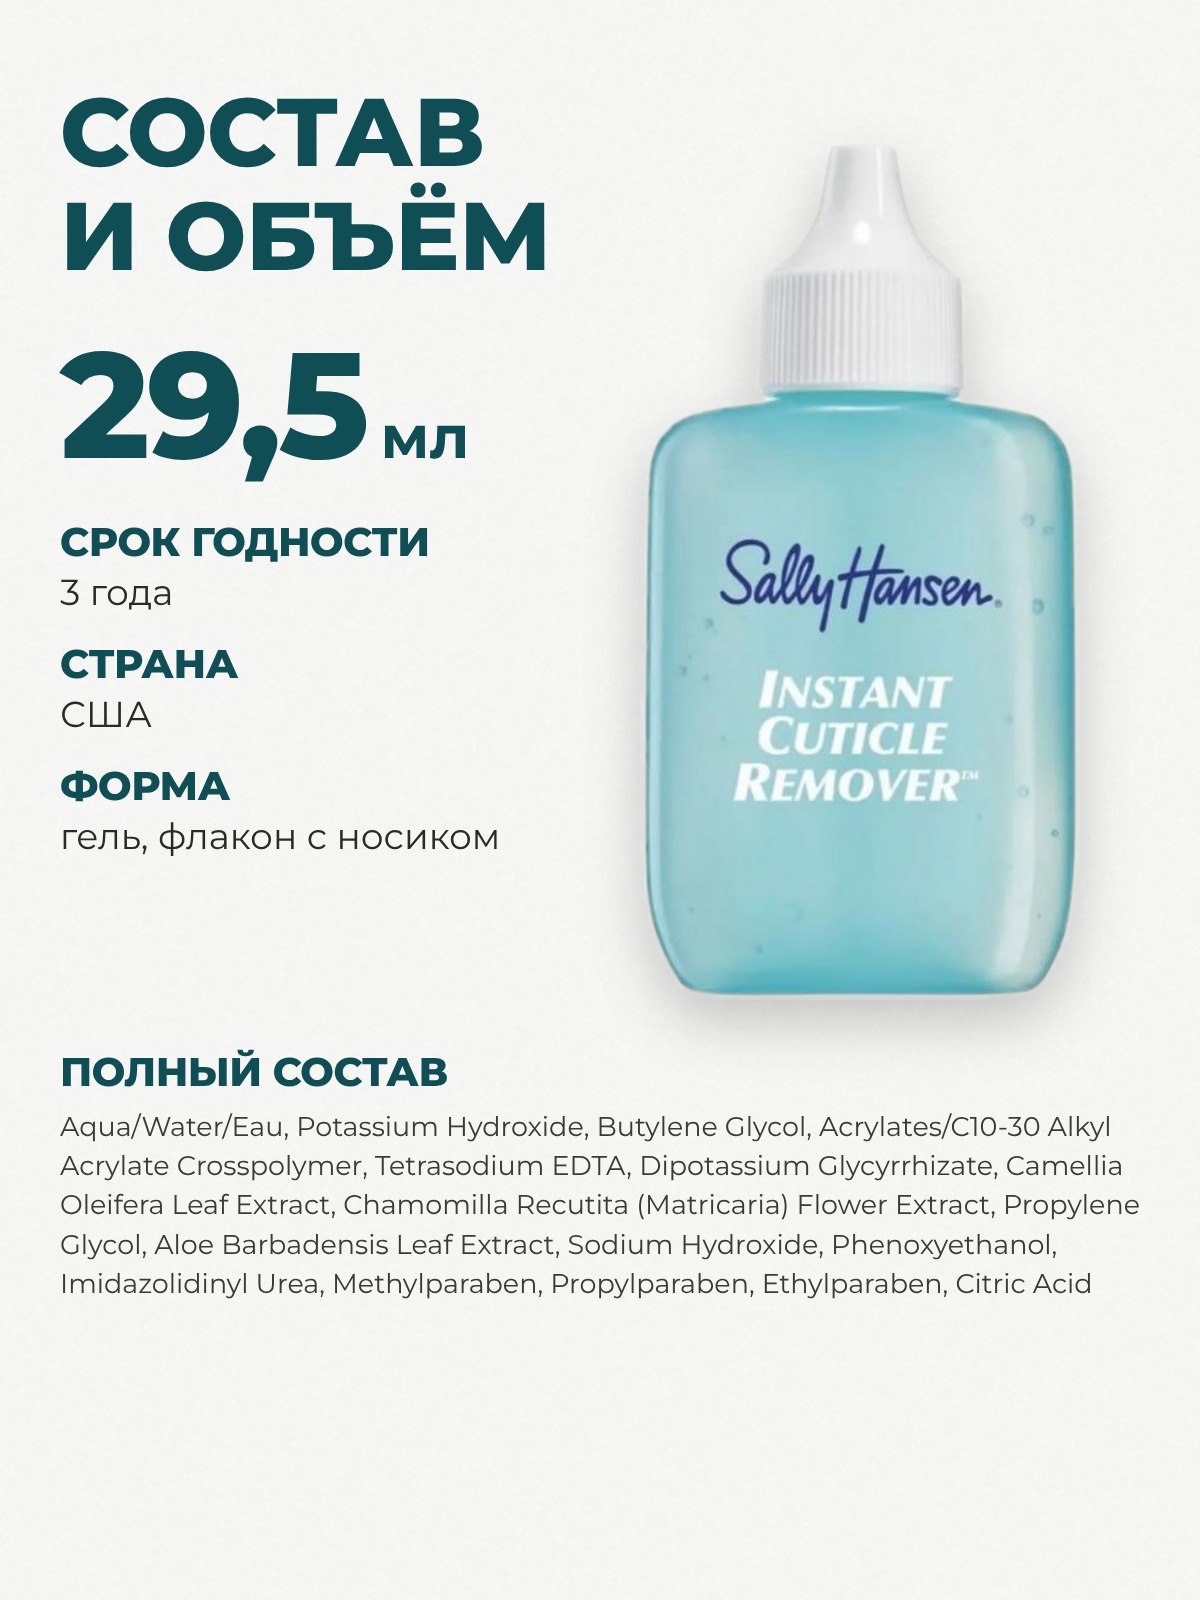 СОСТАВ
И ОБЪЁМ
29,5 мл
СРОК ГОДНОСТИ
3 года
СТРАНА
США
ФОРМА
гель, флакон с носиком
Sally Hansen®
INSTANT
CUTICLE
REMOVER™
ПОЛНЫЙ СОСТАВ
Aqua/Water/Eau, Potassium Hydroxide, Butylene Glycol, Acrylates/C10-30 Alkyl
Acrylate Crosspolymer, Tetrasodium EDTA, Dipotassium Glycyrrhizate, Camellia
Oleifera Leaf Extract, Chamomilla Recutita (Matricaria) Flower Extract, Propylene
Glycol, Aloe Barbadensis Leaf Extract, Sodium Hydroxide, Phenoxyethanol,
Imidazolidinyl Urea, Methylparaben, Propylparaben, Ethylparaben, Citric Acid